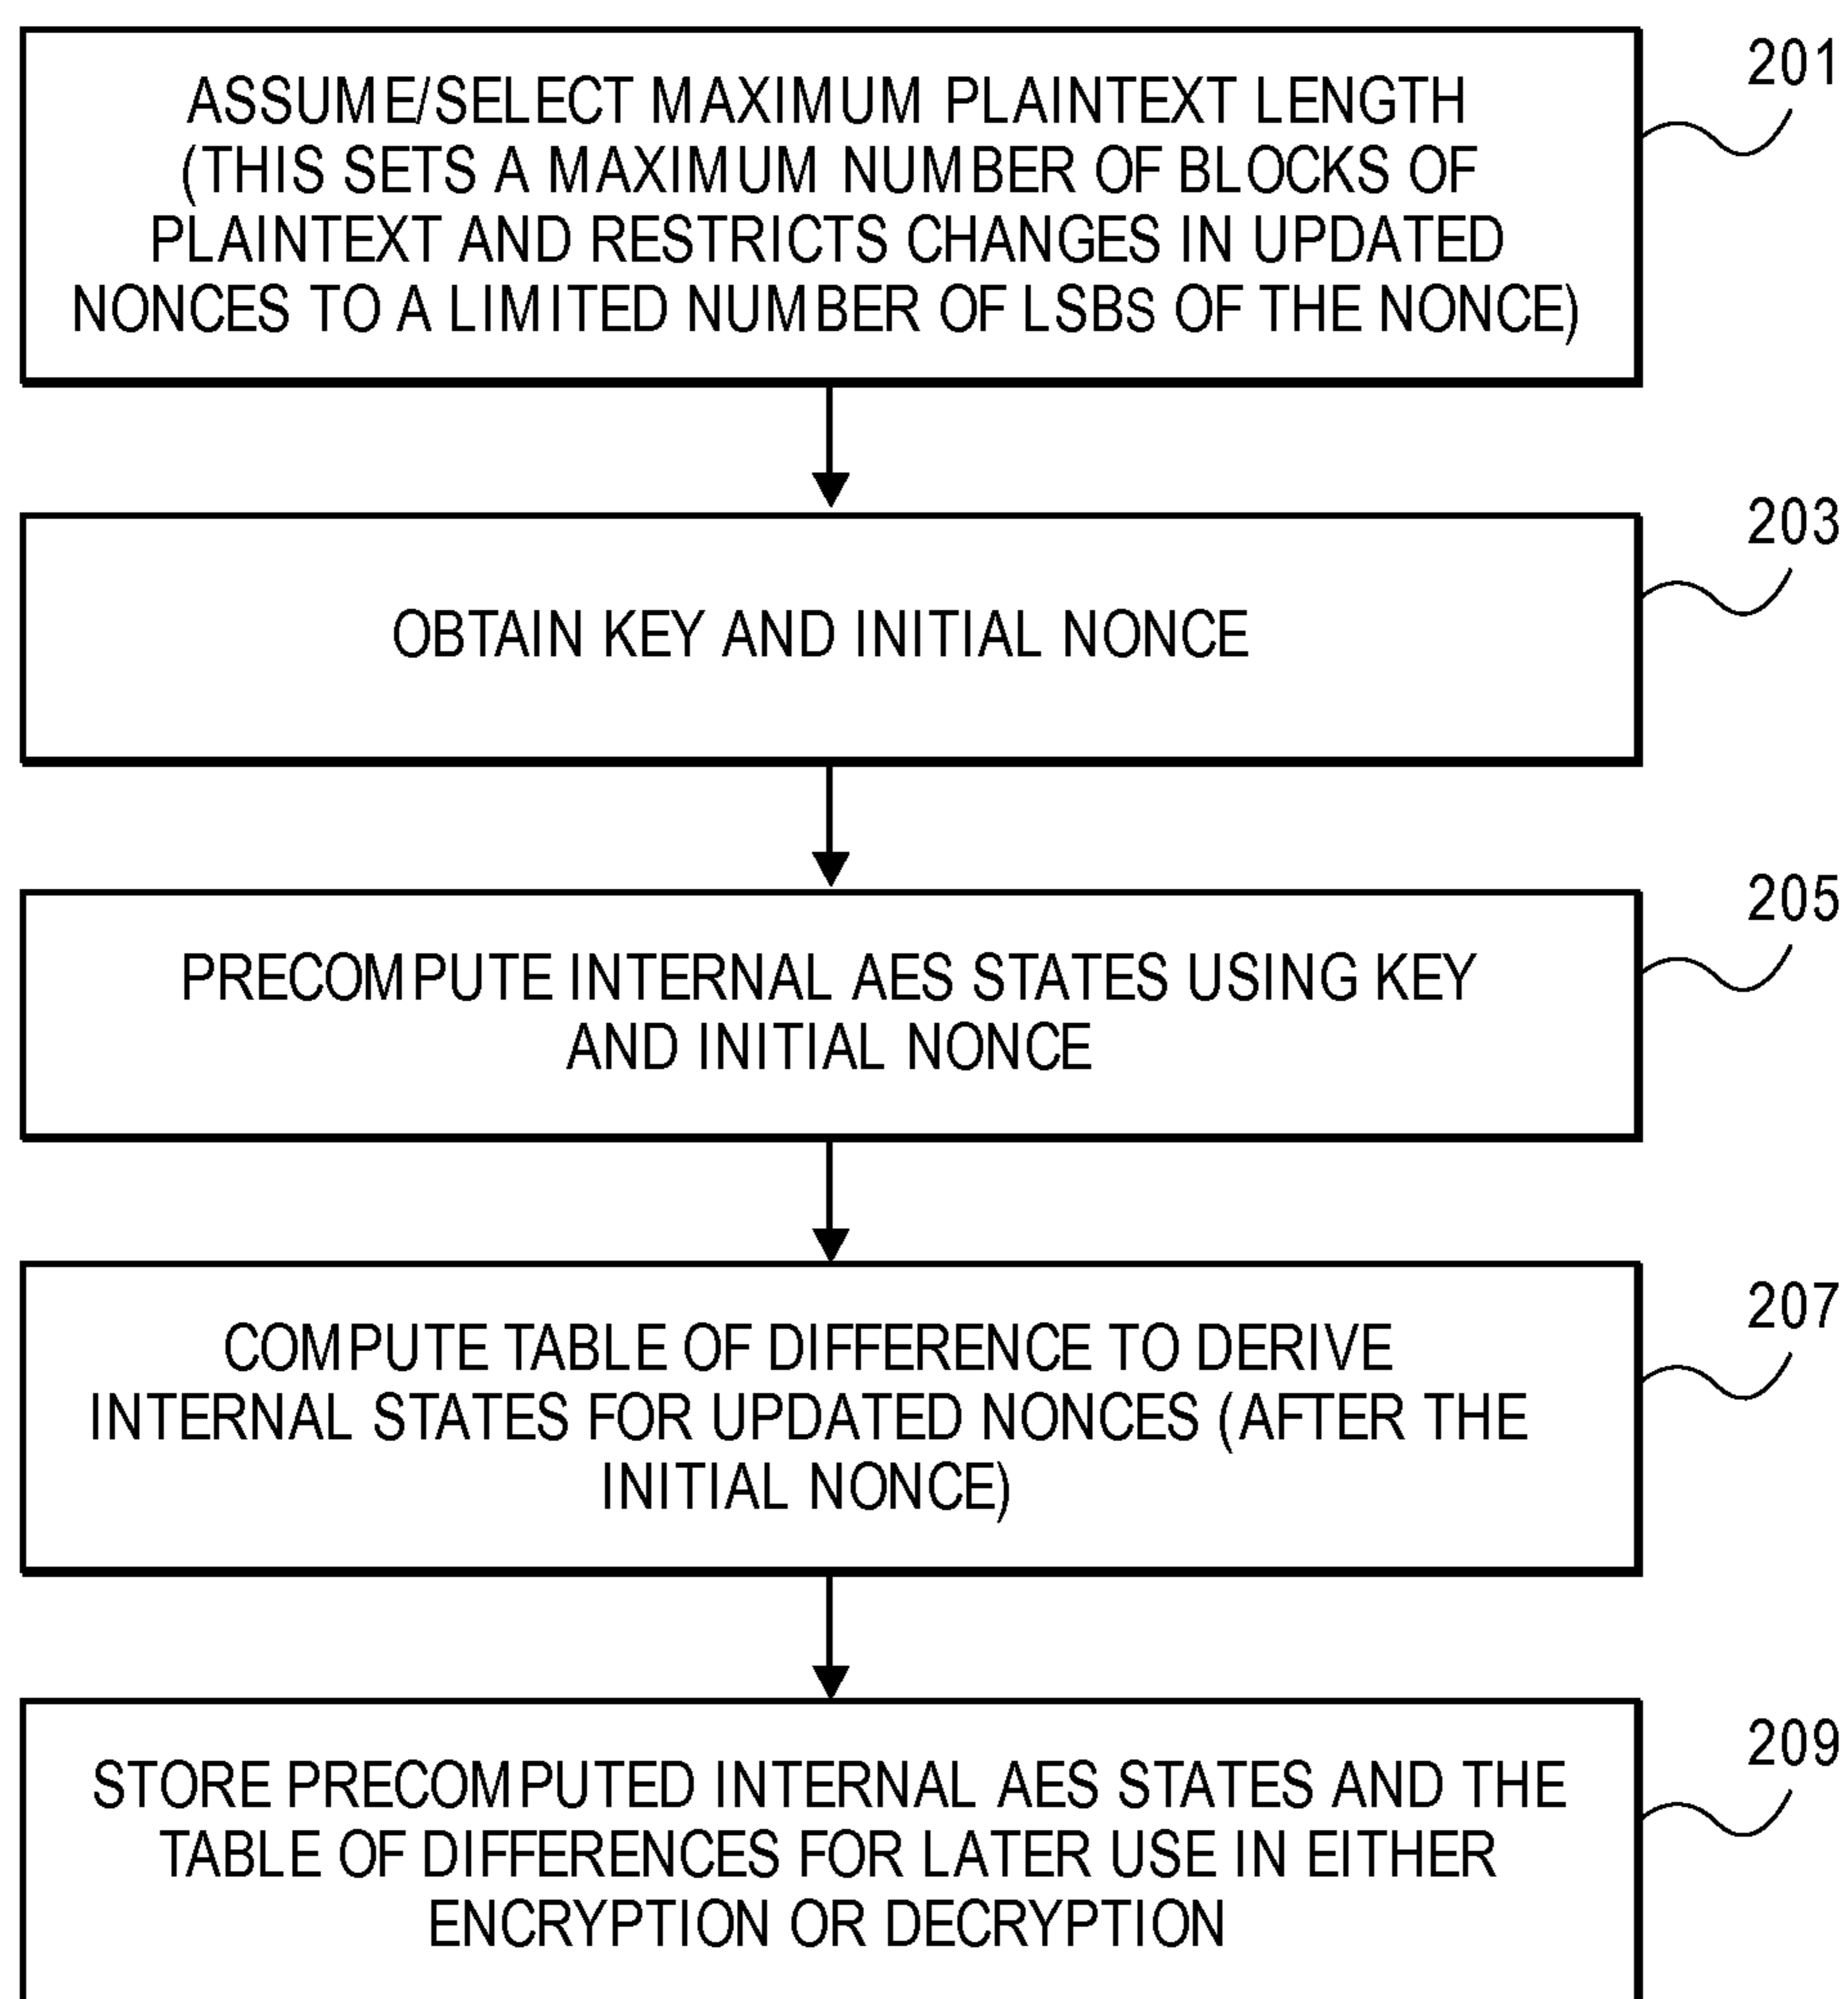 201
ASSUME/SELECT MAXIMUM PLAINTEXT LENGTH
(THIS SETS A MAXIMUM NUMBER OF BLOCKS OF
PLAINTEXT AND RESTRICTS CHANGES IN UPDATED
NONCES TO A LIMITED NUMBER OF LSBS OF THE NONCE)
203
OBTAIN KEY AND INITIAL NONCE
205
PRECOMPUTE INTERNAL AES STATES USING KEY
AND INITIAL NONCE
207
COMPUTE TABLE OF DIFFERENCE TO DERIVE
INTERNAL STATES FOR UPDATED NONCES (AFTER THE
INITIAL NONCE)
209
STORE PRECOMPUTED INTERNAL AES STATES AND THE
TABLE OF DIFFERENCES FOR LATER USE IN EITHER
ENCRYPTION OR DECRYPTION